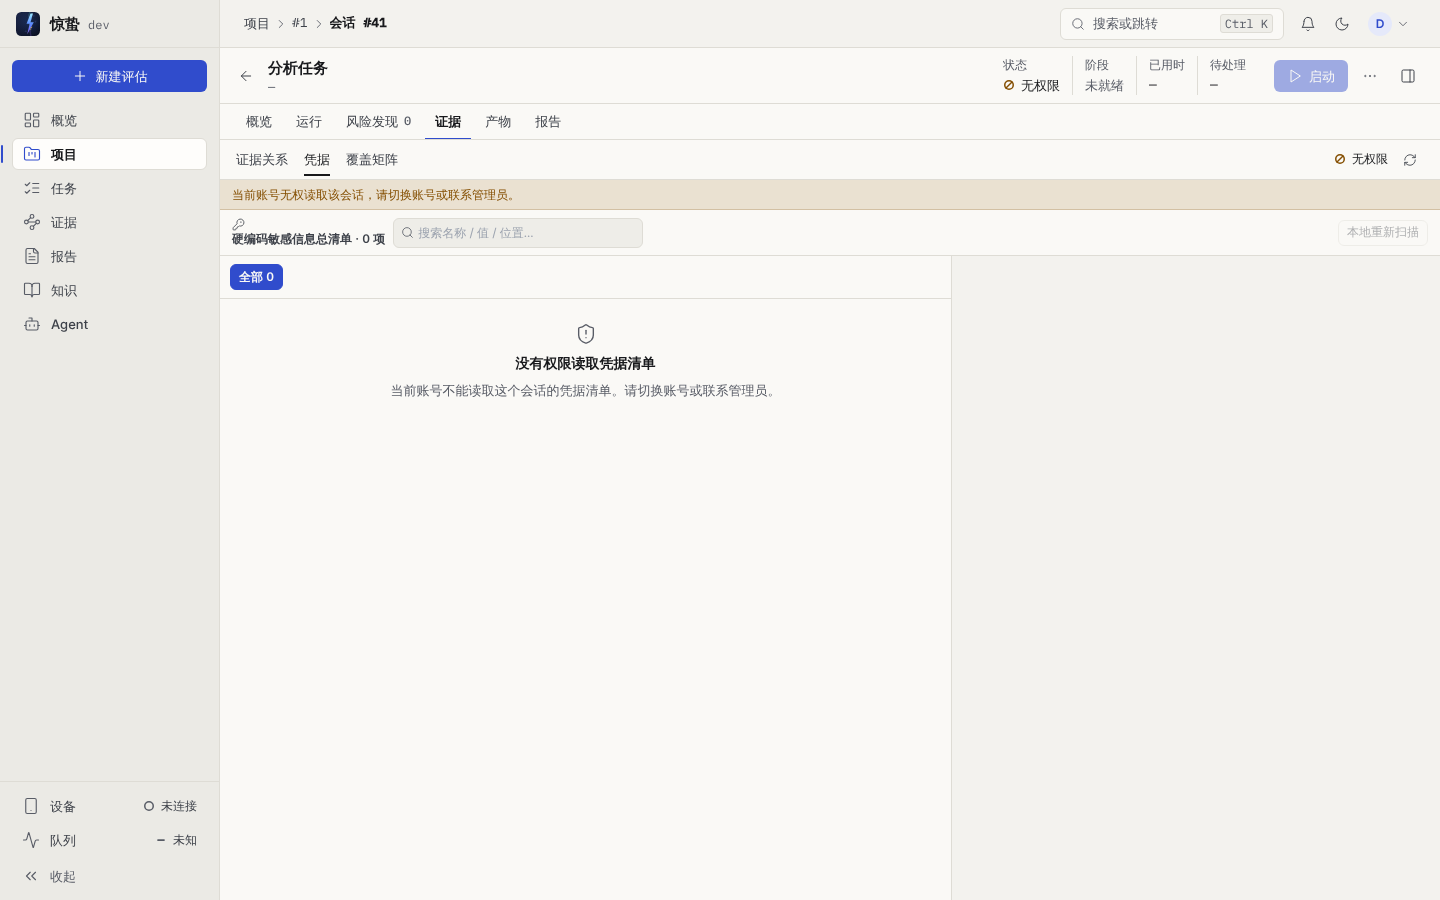 惊蛰 dev
项目 #1 会话 #41
搜索或跳转 Ctrl K
D
新建评估
概览
项目
任务
证据
报告
知识
Agent
设备 未连接
队列 未知
收起
分析任务
—
状态 无权限
阶段 未就绪
已用时 —
待处理 —
启动
概览 运行 风险发现 0 证据 产物 报告
证据关系 凭据 覆盖矩阵
无权限
当前账号无权读取该会话，请切换账号或联系管理员。
硬编码敏感信息总清单 · 0 项
搜索名称 / 值 / 位置...
本地重新扫描
全部 0
没有权限读取凭据清单
当前账号不能读取这个会话的凭据清单。请切换账号或联系管理员。